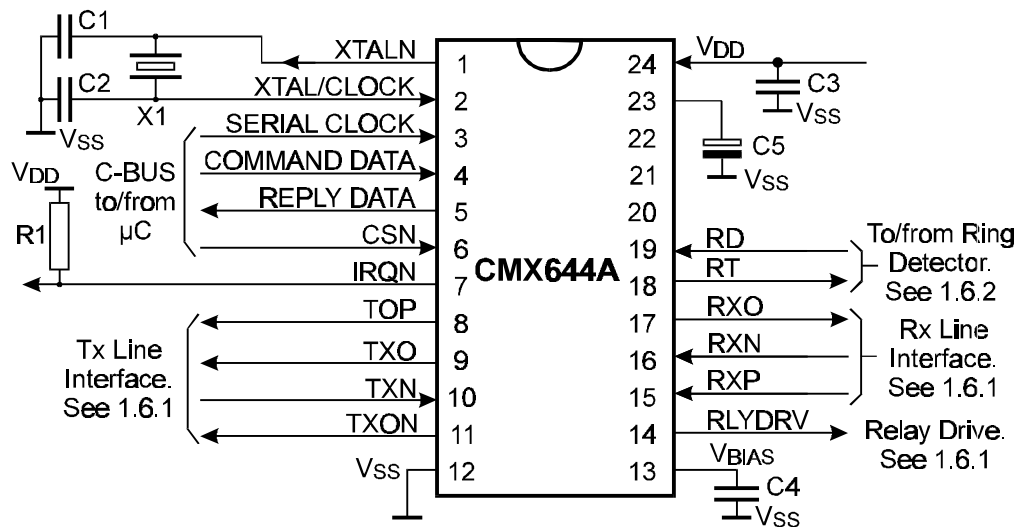 C1
XTALN
1
24
VDD
C2
XTAL/CLOCK
2
23
C3
X1
VSS
VSS
SERIAL CLOCK
3
22
C5
C-BUS
to/from
µC
COMMAND DATA
4
21
VSS
VDD
REPLY DATA
5
20
R1
CSN
6
19
RD
To/from Ring
Detector.
See 1.6.2
CMX644A
IRQN
7
18
RT
TOP
8
17
RXO
Rx Line
Interface.
See 1.6.1
Tx Line
Interface.
See 1.6.1
TXO
9
16
RXN
TXN
10
15
RXP
TXON
11
14
RLYDRV
Relay Drive.
See 1.6.1
VSS
12
13
VBIAS
C4
VSS